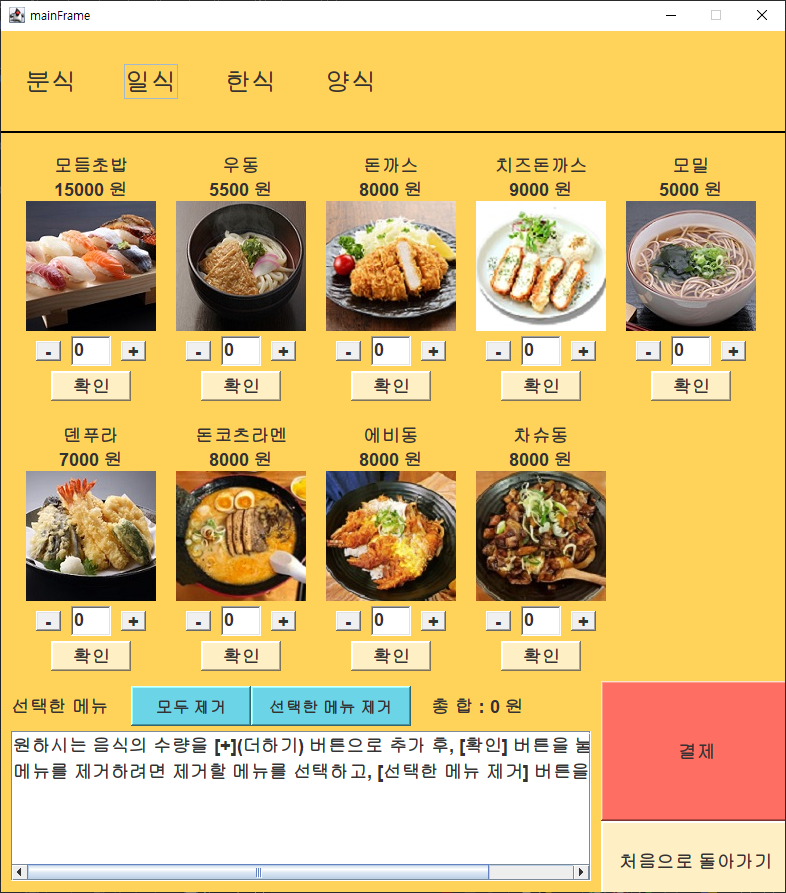 mainFrame
분식 일식 한식 양식
모듬초밥 우동 돈까스 치즈돈까스 모밀
15000 원 5500 원 8000 원 9000 원 5000 원
- 0 + - 0 + - 0 + - 0 + - 0 +
확인 확인 확인 확인 확인
덴푸라 돈코츠라멘 에비동 차슈동
7000 원 8000 원 8000 원 8000 원
- 0 + - 0 + - 0 + - 0 +
확인 확인 확인 확인
선택한 메뉴 모두 제거 선택한 메뉴 제거 총 합 : 0 원
원하시는 음식의 수량을 [+](더하기) 버튼으로 추가 후, [확인] 버튼을
메뉴를 제거하려면 제거할 메뉴를 선택하고, [선택한 메뉴 제거] 버튼을
결제
처음으로 돌아가기